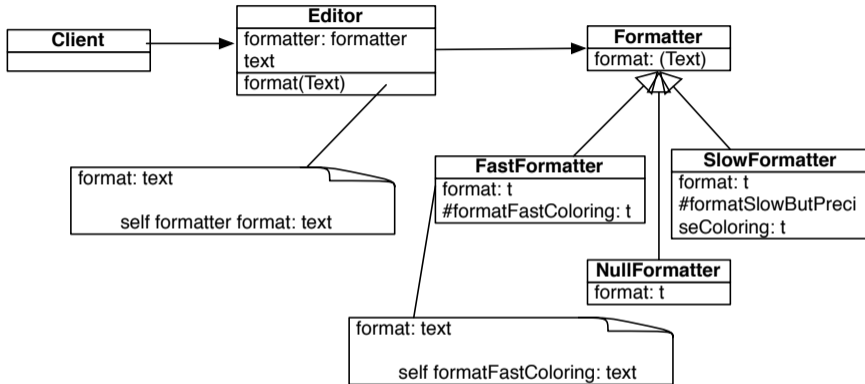 Client
Editor
formatter: formatter
text
format(Text)
Formatter
format: (Text)
format: text
self formatter format: text
FastFormatter
format: t
#formatFastColoring: t
SlowFormatter
format: t
#formatSlowButPreci
seColoring: t
NullFormatter
format: t
format: text
self formatFastColoring: text